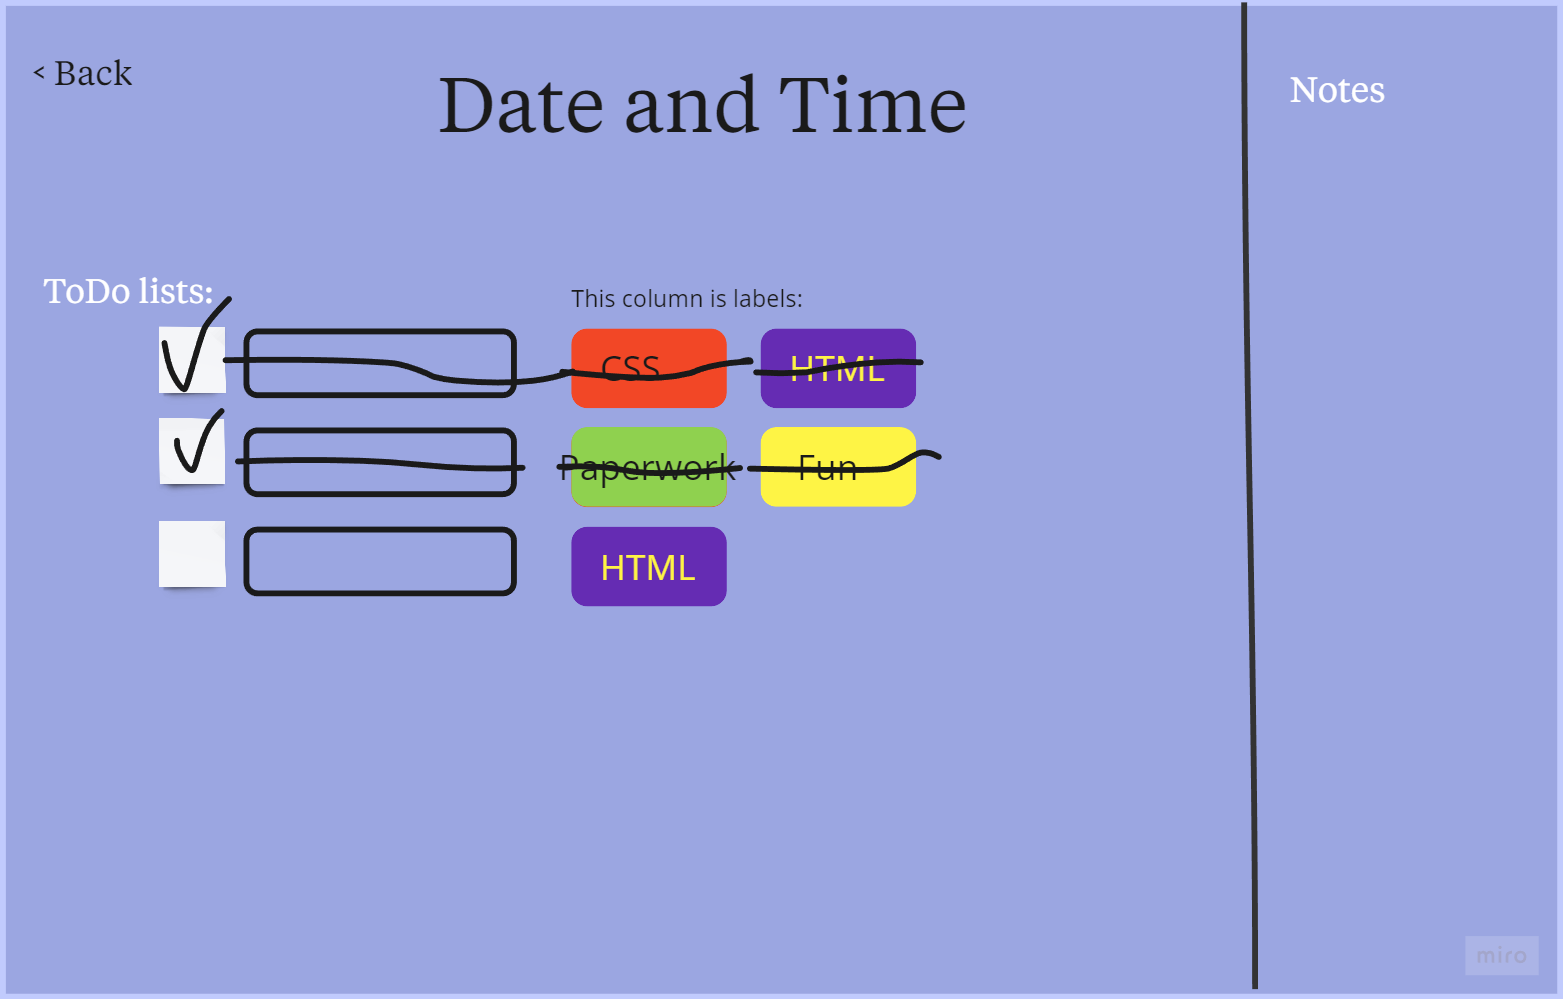 < Back
Date and Time
Notes
ToDo lists:
This column is labels:
CSS
HTML
Paperwork
Fun
HTML
miro